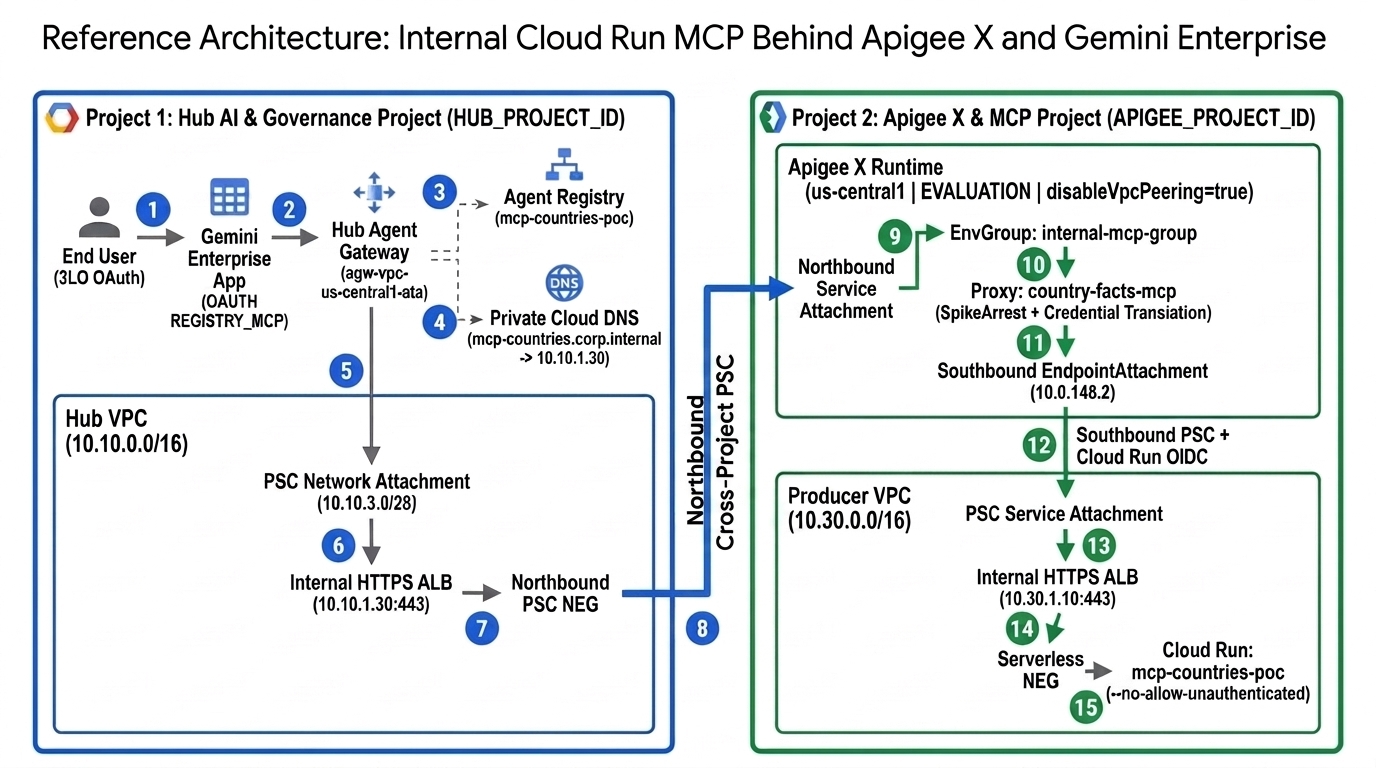 Reference Architecture: Internal Cloud Run MCP Behind Apigee X and Gemini Enterprise
Project 1: Hub AI & Governance Project (HUB_PROJECT_ID)
1
End User
(3LO OAuth)
2
Gemini
Enterprise
App
(OAUTH
REGISTRY_MCP)
Hub Agent
Gateway
(agw-vpc-
us-central1-ata)
3
Agent Registry
(mcp-countries-poc)
4
DNS
Private Cloud DNS
(mcp-countries.corp.internal
-> 10.10.1.30)
5
Hub VPC
(10.10.0.0/16)
PSC Network Attachment
(10.10.3.0/28)
6
Internal HTTPS ALB
(10.10.1.30:443)
7
Northbound
PSC NEG
8
Northbound
Cross-Project PSC
Project 2: Apigee X & MCP Project (APIGEE_PROJECT_ID)
Apigee X Runtime
(us-central1 | EVALUATION | disableVpcPeering=true)
Northbound
Service
Attachment
9
EnvGroup: internal-mcp-group
10
Proxy: country-facts-mcp
(SpikeArrest + Credential Transiation)
11
Southbound EndpointAttachment
(10.0.148.2)
12
Southbound PSC +
Cloud Run OIDC
Producer VPC
(10.30.0.0/16)
PSC Service Attachment
13
Internal HTTPS ALB
(10.30.1.10:443)
14
Serverless
NEG
15
Cloud Run:
mcp-countries-poc
(--no-allow-unauthenticated)